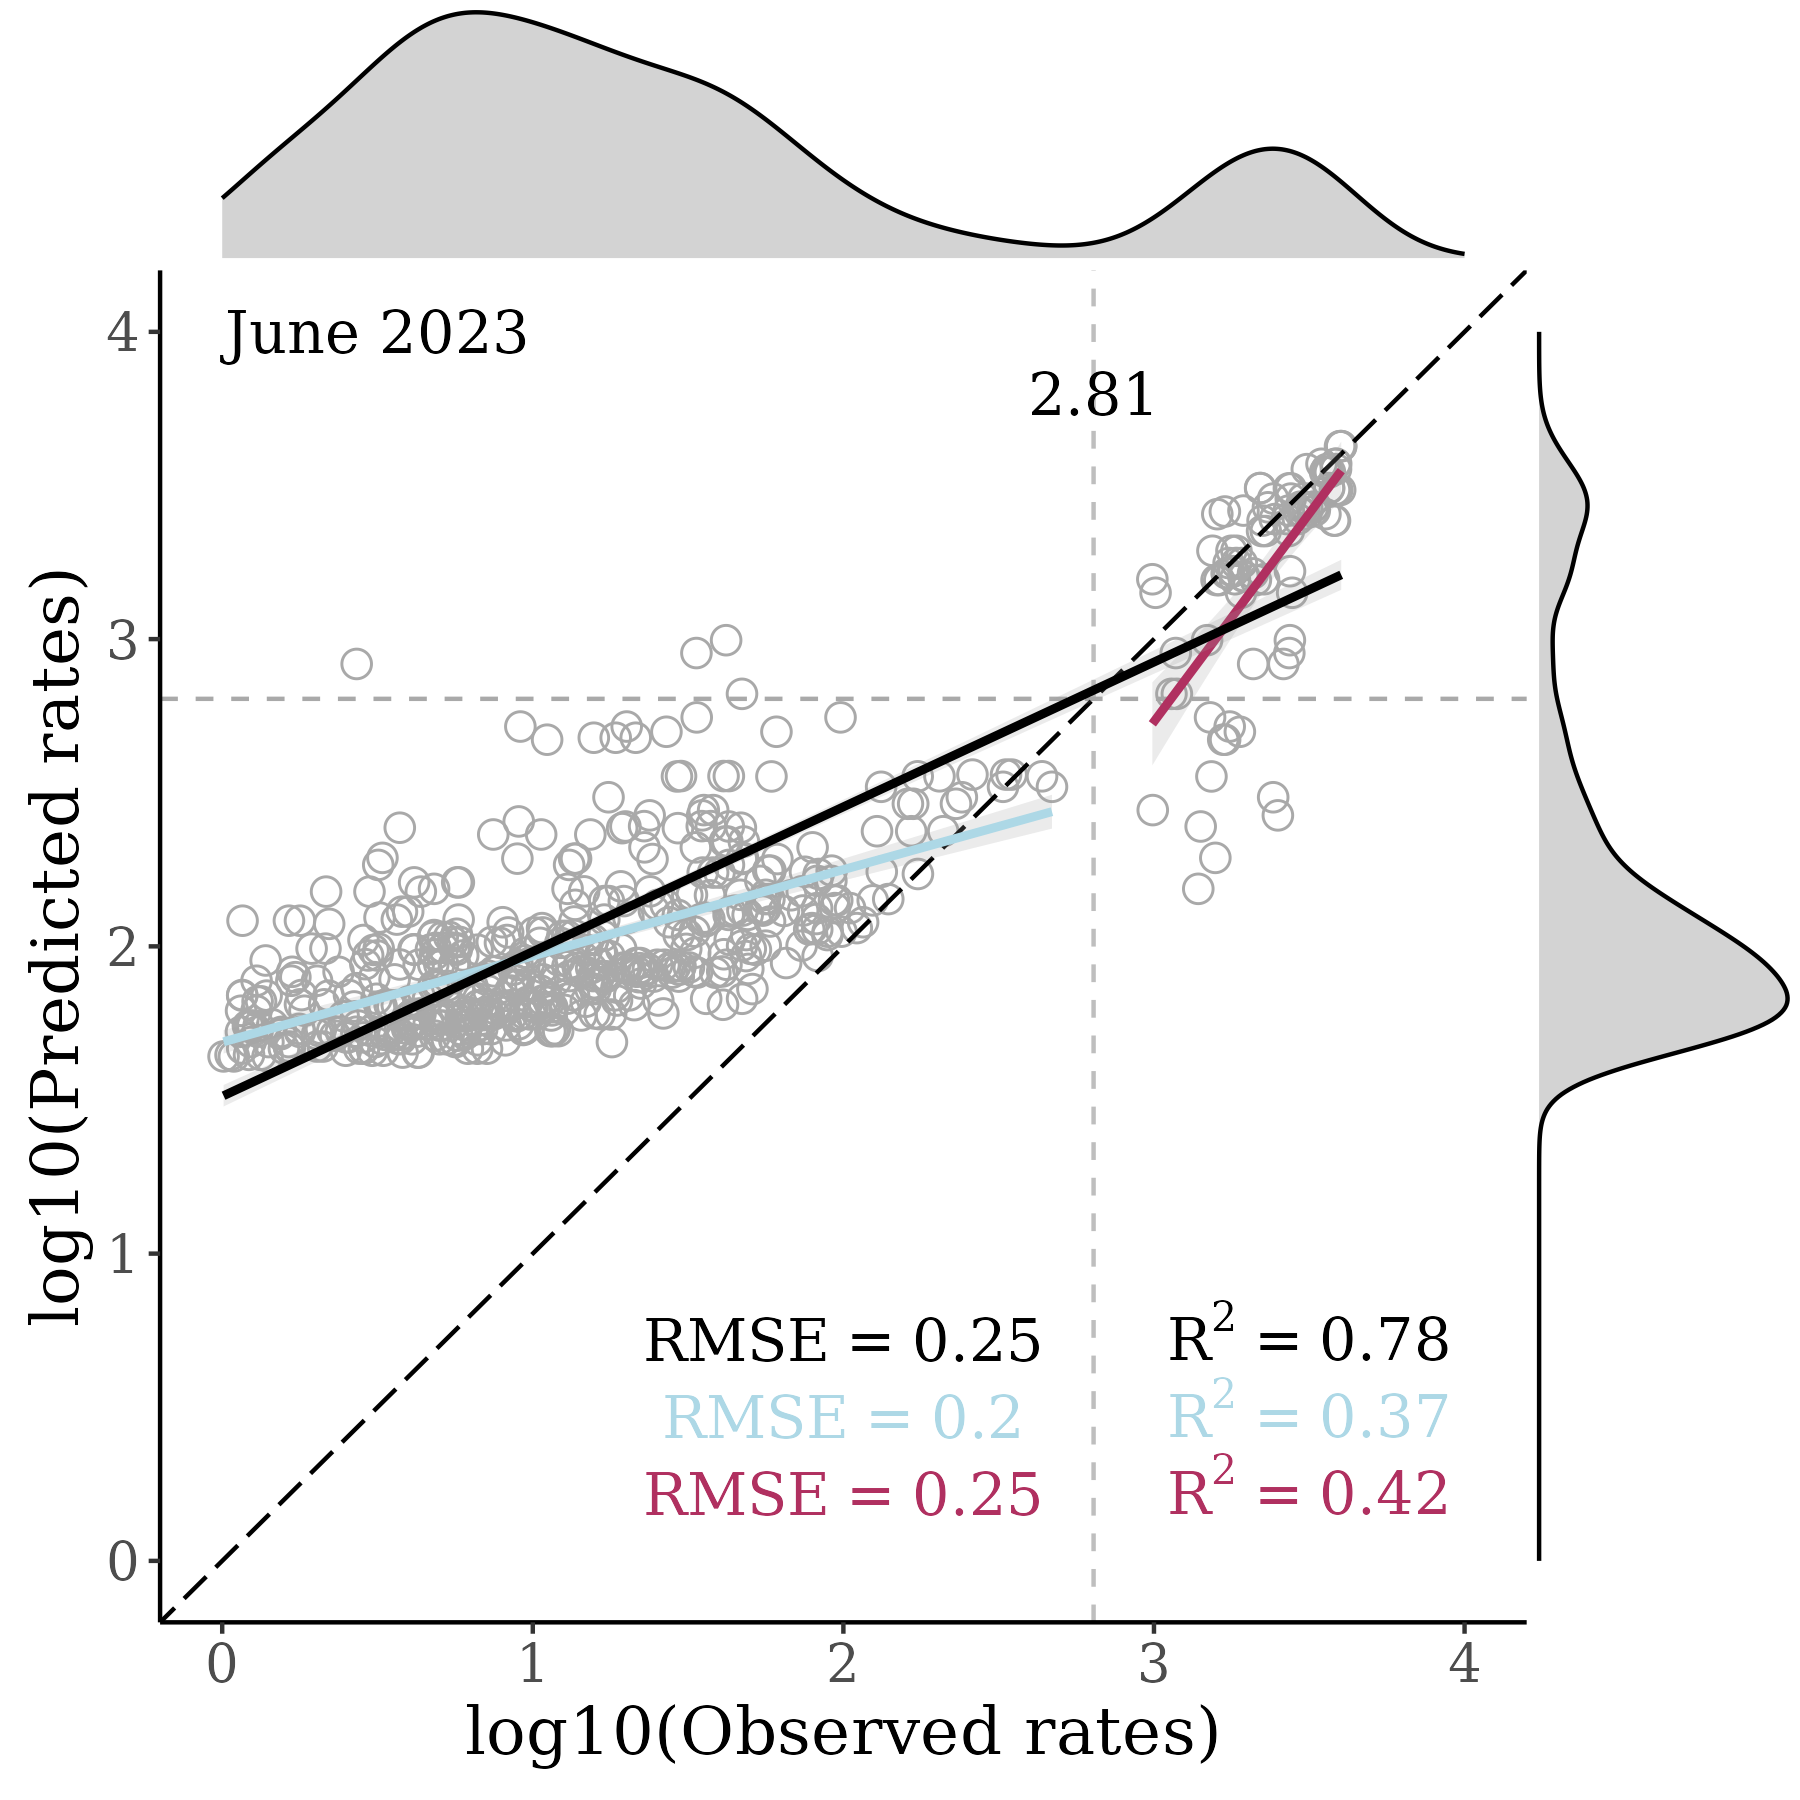 June 2023
2.81
4
3
2
1
0
log10(Predicted rates)
RMSE = 0.25 R² = 0.78
RMSE = 0.2 R² = 0.37
RMSE = 0.25 R² = 0.42
0 1 2 3 4
log10(Observed rates)